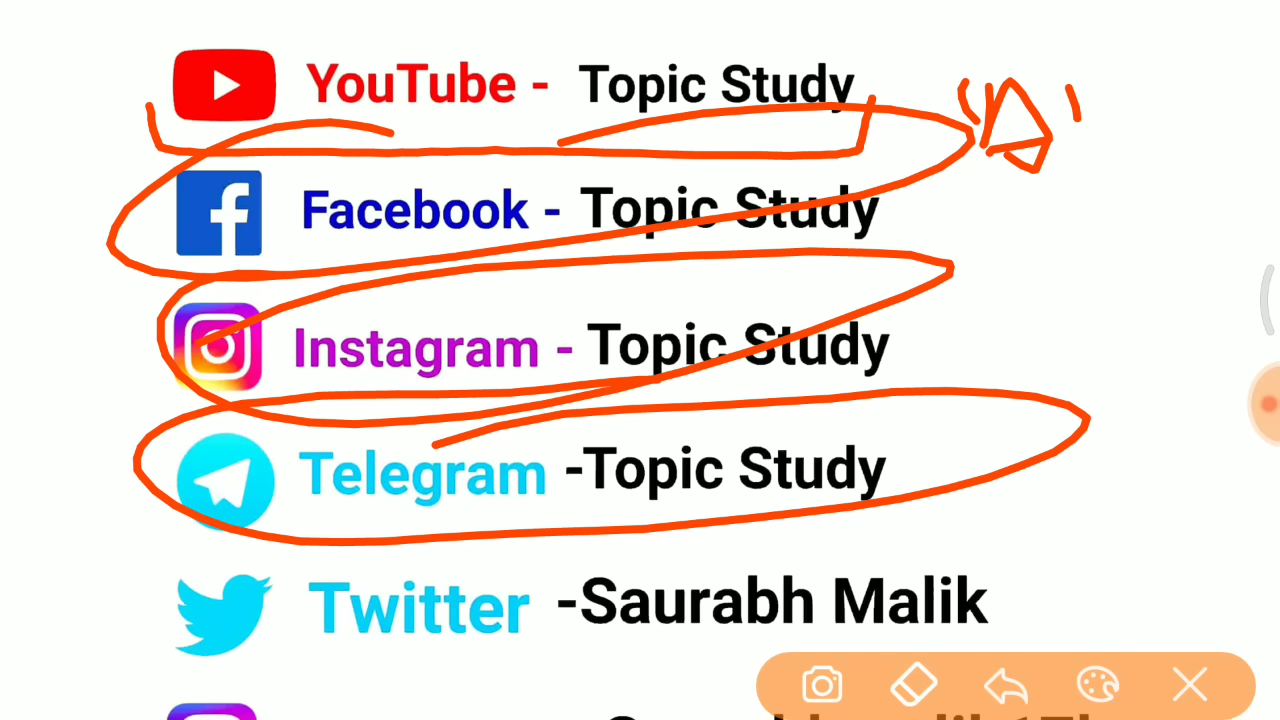 YouTube - Topic Study
Facebook - Topic Study
Instagram - Topic Study
Telegram -Topic Study
Twitter -Saurabh Malik